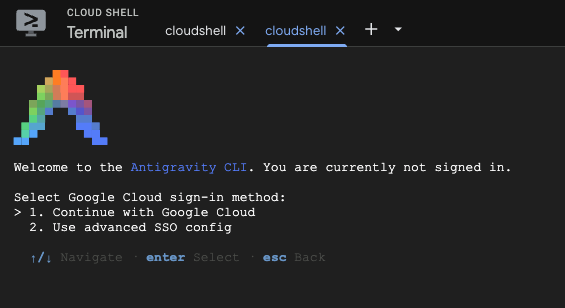 CLOUD SHELL
Terminal
cloudshell × cloudshell × +
Welcome to the Antigravity CLI. You are currently not signed in.
Select Google Cloud sign-in method:
> 1. Continue with Google Cloud
2. Use advanced SSO config
↑/↓ Navigate · enter Select · esc Back